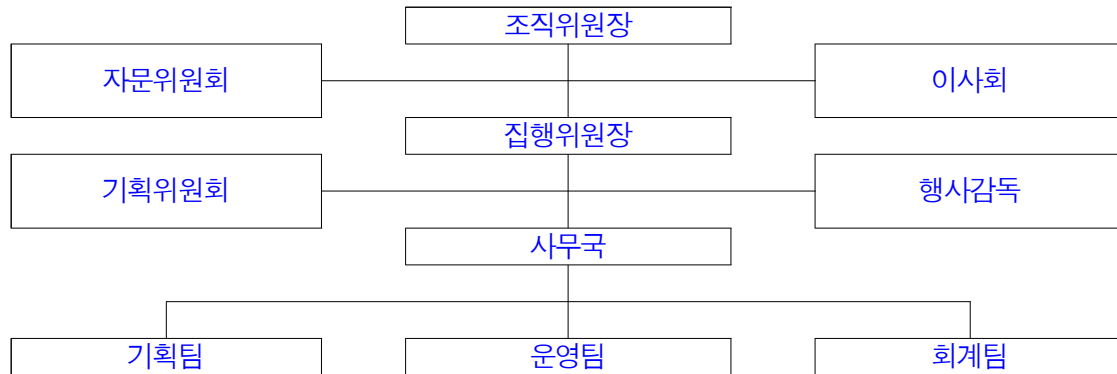 조직위원장
자문위원회
이사회
집행위원장
기획위원회
행사감독
사무국
기획팀
운영팀
회계팀